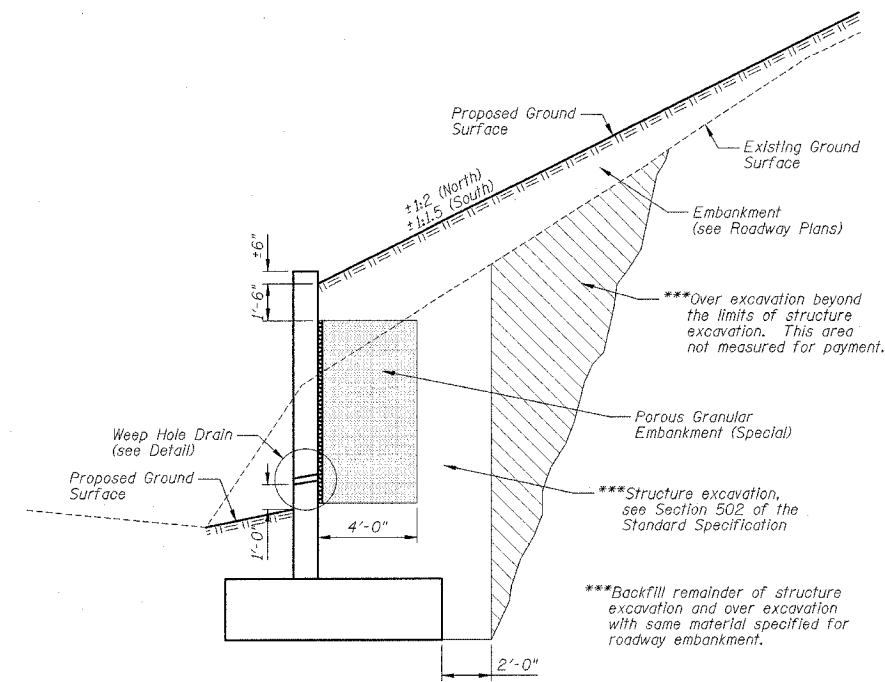 Proposed Ground
Surface
Existing Ground
Surface
±1:2 (North)
±1:1.5 (South)
Embankment
(see Roadway Plans)
±6"
1'-6"
***Over excavation beyond
the limits of structure
excavation. This area
not measured for payment.
Porous Granular
Embankment (Special)
Weep Hole Drain
(see Detail)
Proposed Ground
Surface
***Structure excavation,
see Section 502 of the
Standard Specification
1'-0"
4'-0"
***Backfill remainder of structure
excavation and over excavation
with same material specified for
roadway embankment.
2'-0"